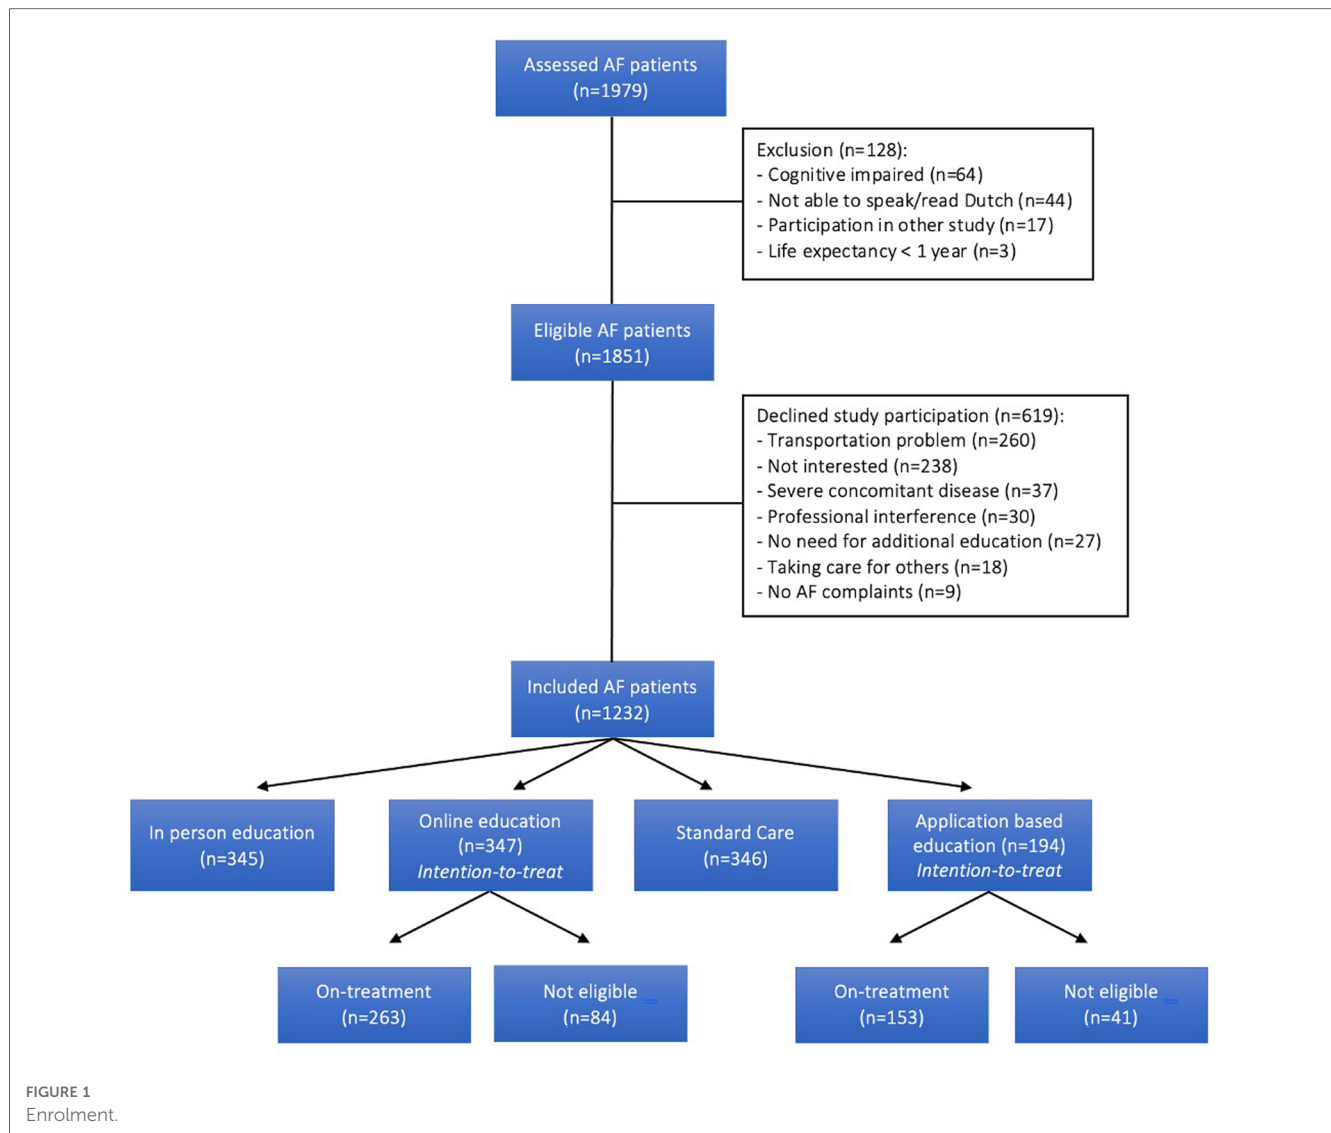 Assessed AF patients
(n=1979)
Exclusion (n=128):
- Cognitive impaired (n=64)
- Not able to speak/read Dutch (n=44)
- Participation in other study (n=17)
- Life expectancy < 1 year (n=3)
Eligible AF patients
(n=1851)
Declined study participation (n=619):
- Transportation problem (n=260)
- Not interested (n=238)
- Severe concomitant disease (n=37)
- Professional interference (n=30)
- No need for additional education (n=27)
- Taking care for others (n=18)
- No AF complaints (n=9)
Included AF patients
(n=1232)
In person education
(n=345)
Online education
(n=347)
Intention-to-treat
Standard Care
(n=346)
Application based
education (n=194)
Intention-to-treat
On-treatment
(n=263)
Not eligible
(n=84)
On-treatment
(n=153)
Not eligible
(n=41)
FIGURE 1
Enrolment.